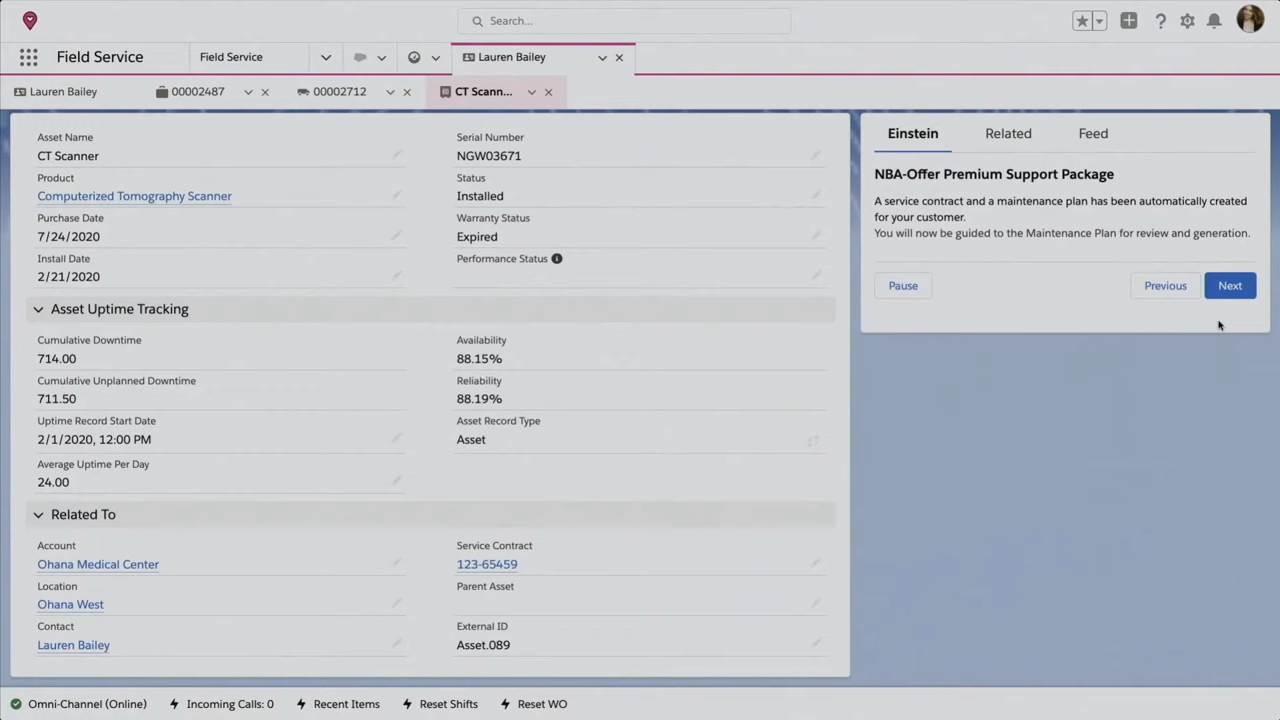 Search...
Field Service
Field Service
Lauren Bailey
Lauren Bailey
00002487
00002712
CT Scann...
Asset Name
CT Scanner
Serial Number
NGW03671
Product
Computerized Tomography Scanner
Status
Installed
Purchase Date
7/24/2020
Warranty Status
Expired
Install Date
2/21/2020
Performance Status
Asset Uptime Tracking
Cumulative Downtime
714.00
Availability
88.15%
Cumulative Unplanned Downtime
711.50
Reliability
88.19%
Uptime Record Start Date
2/1/2020, 12:00 PM
Asset Record Type
Asset
Average Uptime Per Day
24.00
Related To
Account
Ohana Medical Center
Service Contract
123-65459
Location
Ohana West
Parent Asset
Contact
Lauren Bailey
External ID
Asset.089
Einstein
Related
Feed
NBA-Offer Premium Support Package
A service contract and a maintenance plan has been automatically created
for your customer.
You will now be guided to the Maintenance Plan for review and generation.
Pause
Previous
Next
Omni-Channel (Online)
Incoming Calls: 0
Recent Items
Reset Shifts
Reset WO